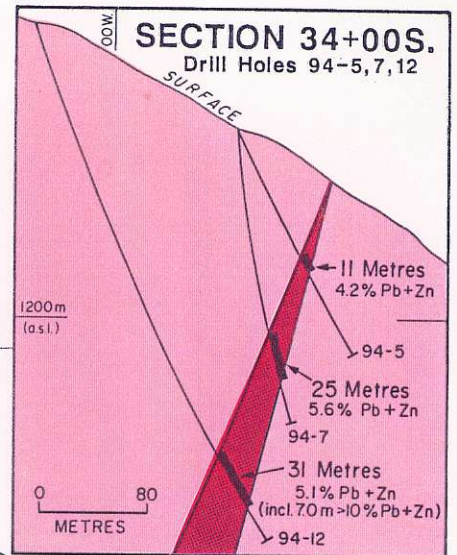 00W.
SECTION 34+00S.
Drill Holes 94-5,7,12
SURFACE
11 Metres
4.2% Pb+Zn
1200m
(a.s.l.)
94-5
25 Metres
5.6% Pb+Zn
94-7
31 Metres
5.1% Pb+Zn
(incl. 7.0m >10% Pb+Zn)
0 80
METRES
94-12